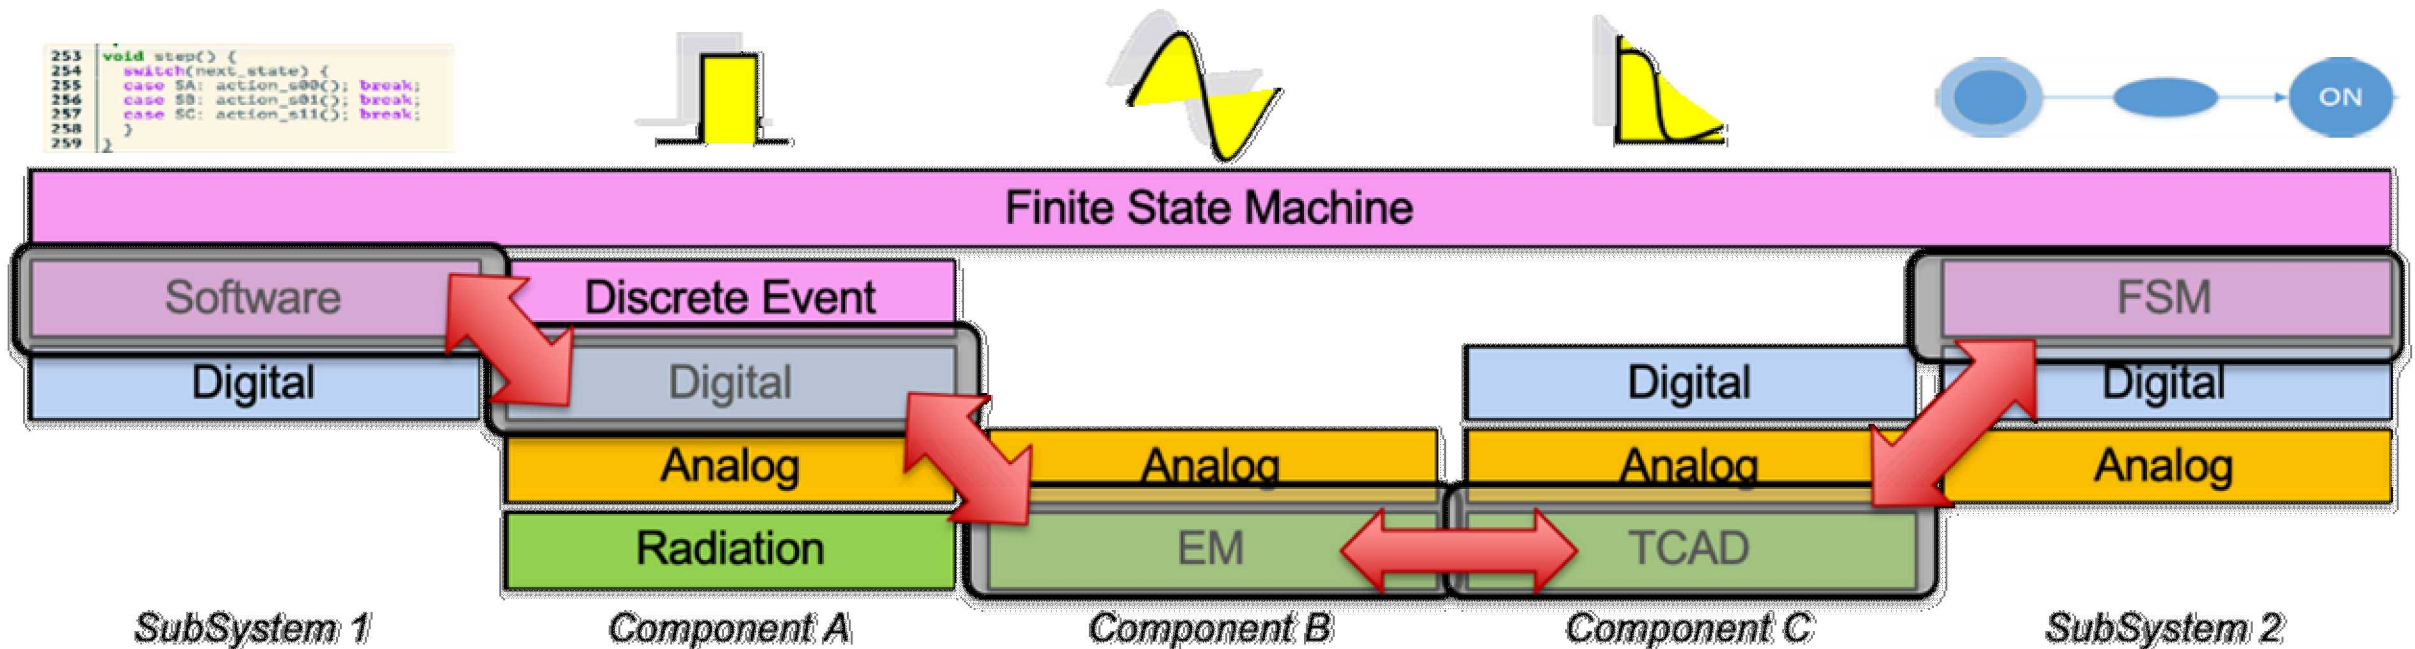 253 void step() {
254 switch(next_state) {
255 case SA: action_s00(); break;
256 case SB: action_s01(); break;
257 case SC: action_s11(); break;
258 }
259 }
ON
Finite State Machine
Software
Discrete Event
FSM
Digital
Digital
Digital
Digital
Analog
Analog
Analog
Analog
Radiation
EM
TCAD
SubSystem 1
Component A
Component B
Component C
SubSystem 2